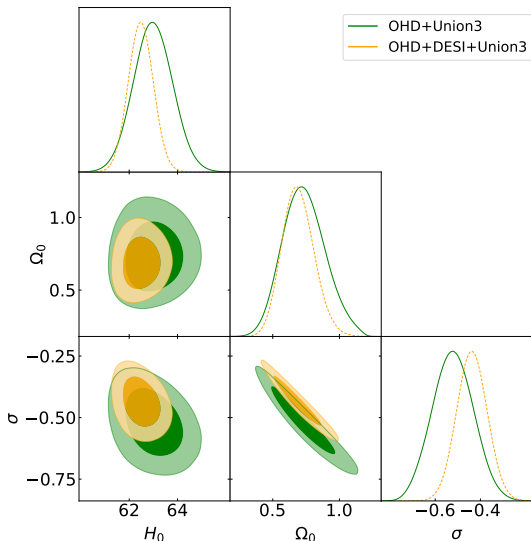 OHD+Union3
OHD+DESI+Union3
1.0
Ω₀
0.5
−0.25
σ
−0.50
−0.75
62 64
0.5 1.0
−0.6 −0.4
H₀ Ω₀ σ